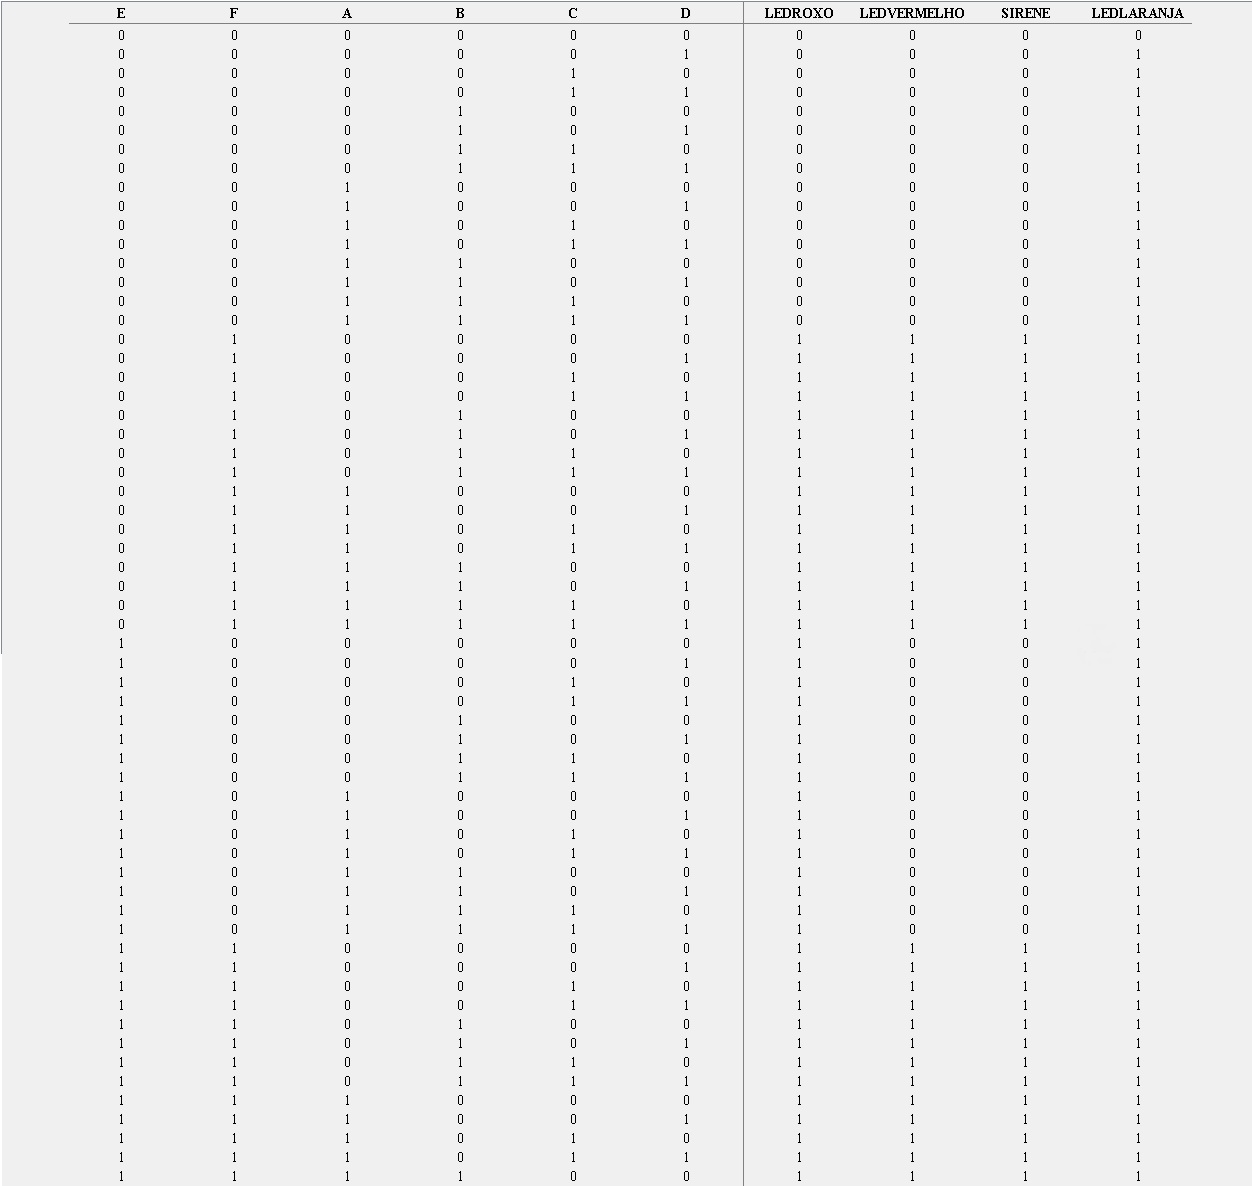 E F A B C D LEDROXO LEDVERMELHO SIRENE LEDLARANJA
0 0 0 0 0 0 0 0 0 0
0 0 0 0 0 1 0 0 0 1
0 0 0 0 1 0 0 0 0 1
0 0 0 0 1 1 0 0 0 1
0 0 0 1 0 0 0 0 0 1
0 0 0 1 0 1 0 0 0 1
0 0 0 1 1 0 0 0 0 1
0 0 0 1 1 1 0 0 0 1
0 0 1 0 0 0 0 0 0 1
0 0 1 0 0 1 0 0 0 1
0 0 1 0 1 0 0 0 0 1
0 0 1 0 1 1 0 0 0 1
0 0 1 1 0 0 0 0 0 1
0 0 1 1 0 1 0 0 0 1
0 0 1 1 1 0 0 0 0 1
0 0 1 1 1 1 0 0 0 1
0 1 0 0 0 0 1 1 1 1
0 1 0 0 0 1 1 1 1 1
0 1 0 0 1 0 1 1 1 1
0 1 0 0 1 1 1 1 1 1
0 1 0 1 0 0 1 1 1 1
0 1 0 1 0 1 1 1 1 1
0 1 0 1 1 0 1 1 1 1
0 1 0 1 1 1 1 1 1 1
0 1 1 0 0 0 1 1 1 1
0 1 1 0 0 1 1 1 1 1
0 1 1 0 1 0 1 1 1 1
0 1 1 0 1 1 1 1 1 1
0 1 1 1 0 0 1 1 1 1
0 1 1 1 0 1 1 1 1 1
0 1 1 1 1 0 1 1 1 1
0 1 1 1 1 1 1 1 1 1
1 0 0 0 0 0 1 0 0 1
1 0 0 0 0 1 1 0 0 1
1 0 0 0 1 0 1 0 0 1
1 0 0 0 1 1 1 0 0 1
1 0 0 1 0 0 1 0 0 1
1 0 0 1 0 1 1 0 0 1
1 0 0 1 1 0 1 0 0 1
1 0 0 1 1 1 1 0 0 1
1 0 1 0 0 0 1 0 0 1
1 0 1 0 0 1 1 0 0 1
1 0 1 0 1 0 1 0 0 1
1 0 1 0 1 1 1 0 0 1
1 0 1 1 0 0 1 0 0 1
1 0 1 1 0 1 1 0 0 1
1 0 1 1 1 0 1 0 0 1
1 0 1 1 1 1 1 0 0 1
1 1 0 0 0 0 1 1 1 1
1 1 0 0 0 1 1 1 1 1
1 1 0 0 1 0 1 1 1 1
1 1 0 0 1 1 1 1 1 1
1 1 0 1 0 0 1 1 1 1
1 1 0 1 0 1 1 1 1 1
1 1 0 1 1 0 1 1 1 1
1 1 0 1 1 1 1 1 1 1
1 1 1 0 0 0 1 1 1 1
1 1 1 0 0 1 1 1 1 1
1 1 1 0 1 0 1 1 1 1
1 1 1 0 1 1 1 1 1 1
1 1 1 1 0 0 1 1 1 1